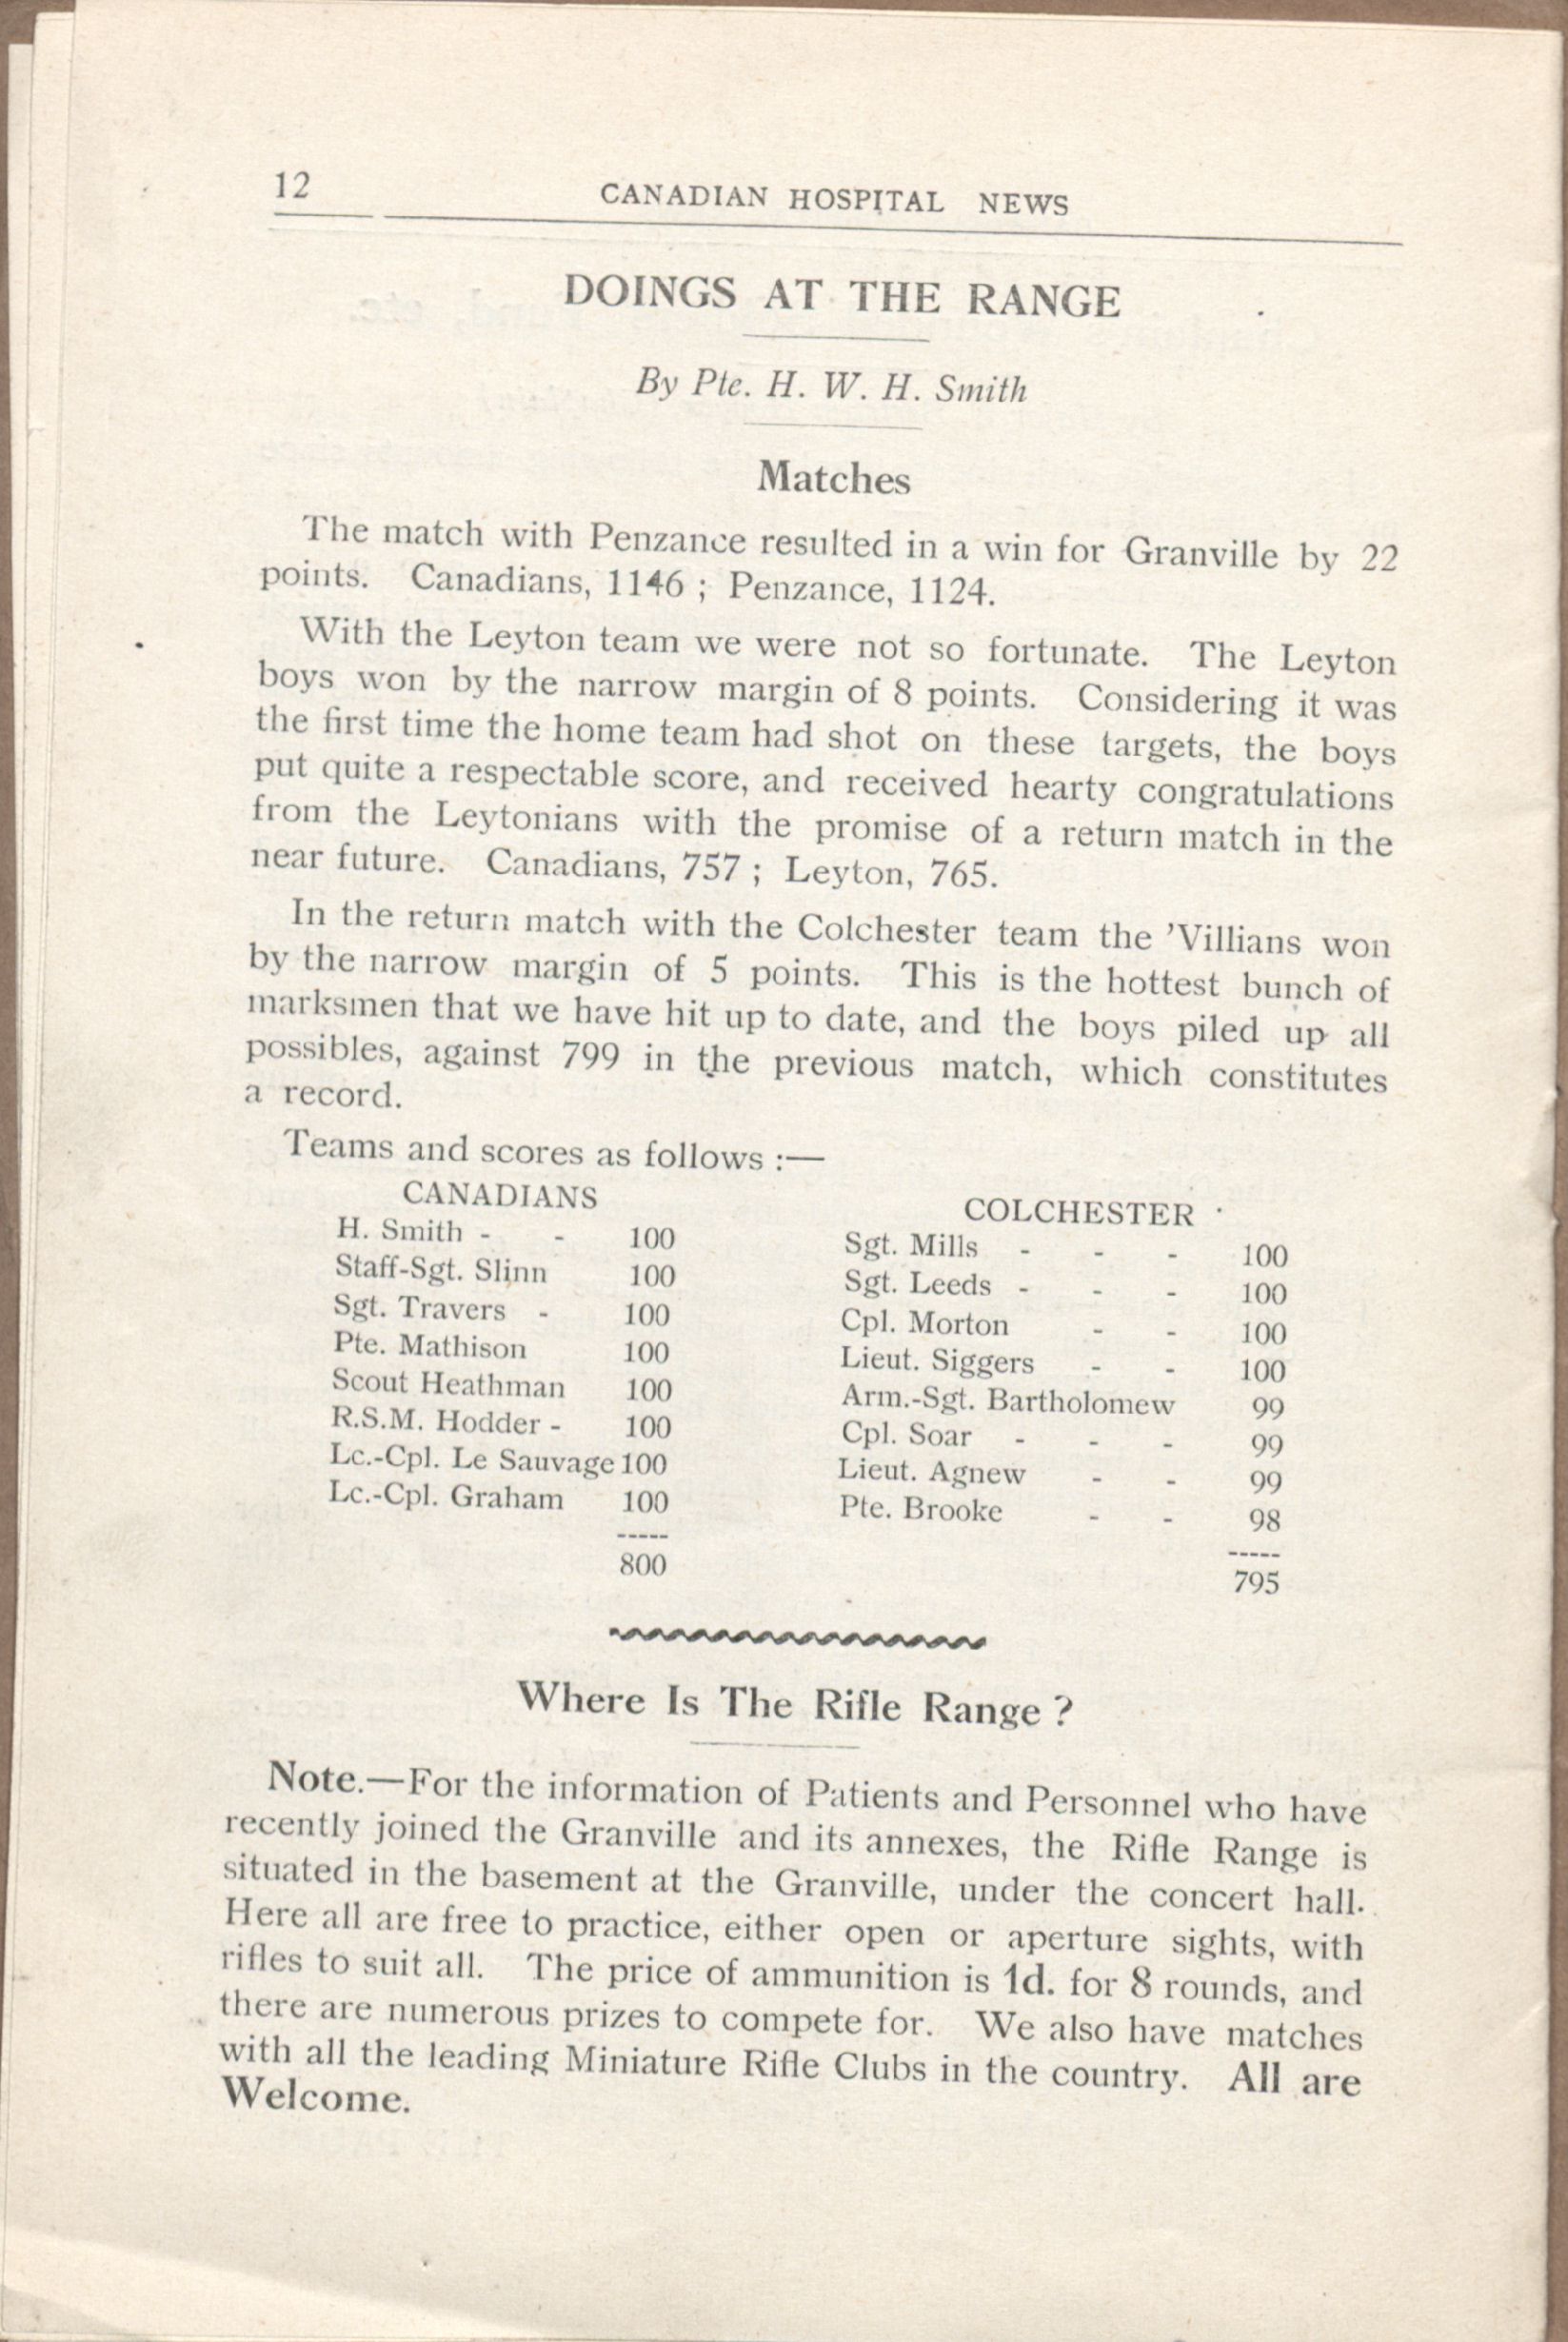 12
CANADIAN HOSPITAL NEWS
DOINGS AT THE RANGE
By Pte. H. W. H. Smith
Matches
The match with Penzance resulted in a win for Granville by 22
points. Canadians, 1146 ; Penzance, 1124.
With the Leyton team we were not so fortunate. The Leyton
boys won by the narrow margin of 8 points. Considering it was
the first time the home team had shot on these targets, the boys
put quite a respectable score, and received hearty congratulations
from the Leytonians with the promise of a return match in the
near future. Canadians, 757 ; Leyton, 765.
In the return match with the Colchester team the 'Villians won
by the narrow margin of 5 points. This is the hottest bunch of
marksmen that we have hit up to date, and the boys piled up all
possibles, against 799 in the previous match, which constitutes
a record.
Teams and scores as follows :—
CANADIANS
H. Smith - - 100
Staff-Sgt. Slinn 100
Sgt. Travers - 100
Pte. Mathison 100
Scout Heathman 100
R.S.M. Hodder - 100
Lc.-Cpl. Le Sauvage 100
Lc.-Cpl. Graham 100
-----
800
COLCHESTER
Sgt. Mills - - - 100
Sgt. Leeds - - - 100
Cpl. Morton - - 100
Lieut. Siggers - - 100
Arm.-Sgt. Bartholomew 99
Cpl. Soar - - - 99
Lieut. Agnew - - 99
Pte. Brooke - - 98
-----
795
Where Is The Rifle Range ?
Note.—For the information of Patients and Personnel who have
recently joined the Granville and its annexes, the Rifle Range is
situated in the basement at the Granville, under the concert hall.
Here all are free to practice, either open or aperture sights, with
rifles to suit all. The price of ammunition is 1d. for 8 rounds, and
there are numerous prizes to compete for. We also have matches
with all the leading Miniature Rifle Clubs in the country. All are
Welcome.